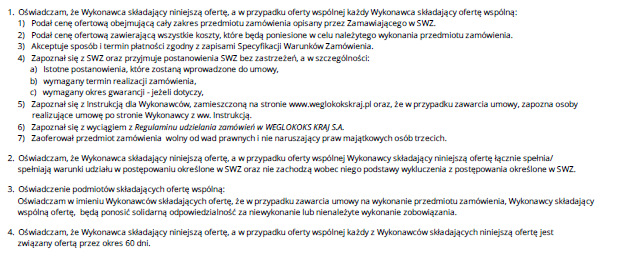 1. Oświadczam, że Wykonawca składający niniejszą ofertę, a w przypadku oferty wspólnej każdy Wykonawca składający ofertę wspólną:
1) Podał cenę ofertową obejmującą cały zakres przedmiotu zamówienia opisany przez Zamawiającego w SWZ.
2) Podał cenę ofertową zawierającą wszystkie koszty, które będą poniesione w celu należytego wykonania przedmiotu zamówienia.
3) Akceptuje sposób i termin płatności zgodny z zapisami Specyfikacji Warunków Zamówienia.
4) Zapoznał się z SWZ oraz przyjmuje postanowienia SWZ bez zastrzeżeń, a w szczególności:
a) Istotne postanowienia, które zostaną wprowadzone do umowy,
b) wymagany termin realizacji zamówienia,
c) wymagany okres gwarancji - jeżeli dotyczy,
5) Zapoznał się z Instrukcją dla Wykonawców, zamieszczoną na stronie www.weglokokskraj.pl oraz, że w przypadku zawarcia umowy, zapozna osoby
realizujące umowę po stronie Wykonawcy z ww. Instrukcją.
6) Zapoznał się z wyciągiem z Regulaminu udzielania zamówień w WEGLOKOKS KRAJ S.A.
7) Zaoferował przedmiot zamówienia wolny od wad prawnych i nie naruszający praw majątkowych osób trzecich.
2. Oświadczam, że Wykonawca składający niniejszą ofertę, a w przypadku oferty wspólnej Wykonawcy składający niniejszą ofertę łącznie spełnia/
spełniają warunki udziału w postępowaniu określone w SWZ oraz nie zachodzą wobec niego podstawy wykluczenia z postępowania określone w SWZ.
3. Oświadczenie podmiotów składających ofertę wspólną:
Oświadczam w imieniu Wykonawców składających ofertę, że w przypadku zawarcia umowy na wykonanie przedmiotu zamówienia, Wykonawcy składający
wspólną ofertę, będą ponosić solidarną odpowiedzialność za niewykonanie lub nienależyte wykonanie zobowiązania.
4. Oświadczam, że Wykonawca składający niniejszą ofertę, a w przypadku oferty wspólnej każdy z Wykonawców składających niniejszą ofertę jest
związany ofertą przez okres 60 dni.